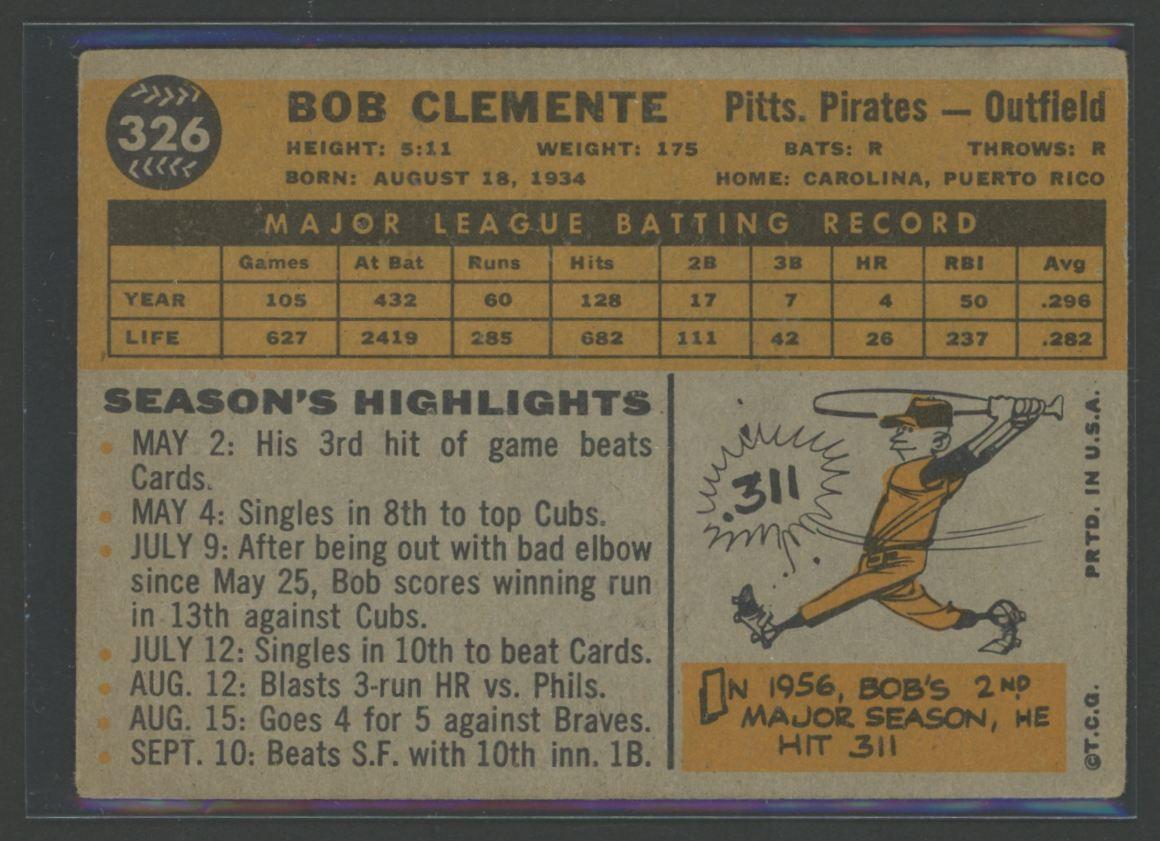 326
BOB CLEMENTE Pitts. Pirates — Outfield
HEIGHT: 5:11 WEIGHT: 175 BATS: R THROWS: R
BORN: AUGUST 18, 1934 HOME: CAROLINA, PUERTO RICO
MAJOR LEAGUE BATTING RECORD
Games At Bat Runs Hits 2B 3B HR RBI Avg
YEAR 105 432 60 128 17 7 4 50 .296
LIFE 627 2419 285 682 111 42 26 237 .282
SEASON'S HIGHLIGHTS
• MAY 2: His 3rd hit of game beats
Cards.
• MAY 4: Singles in 8th to top Cubs.
• JULY 9: After being out with bad elbow
since May 25, Bob scores winning run
in 13th against Cubs.
• JULY 12: Singles in 10th to beat Cards.
• AUG. 12: Blasts 3-run HR vs. Phils.
• AUG. 15: Goes 4 for 5 against Braves.
• SEPT. 10: Beats S.F. with 10th inn. 1B.
.311
IN 1956, BOB'S 2ND
MAJOR SEASON, HE
HIT 311
PRTD. IN U.S.A.
©T.C.G.